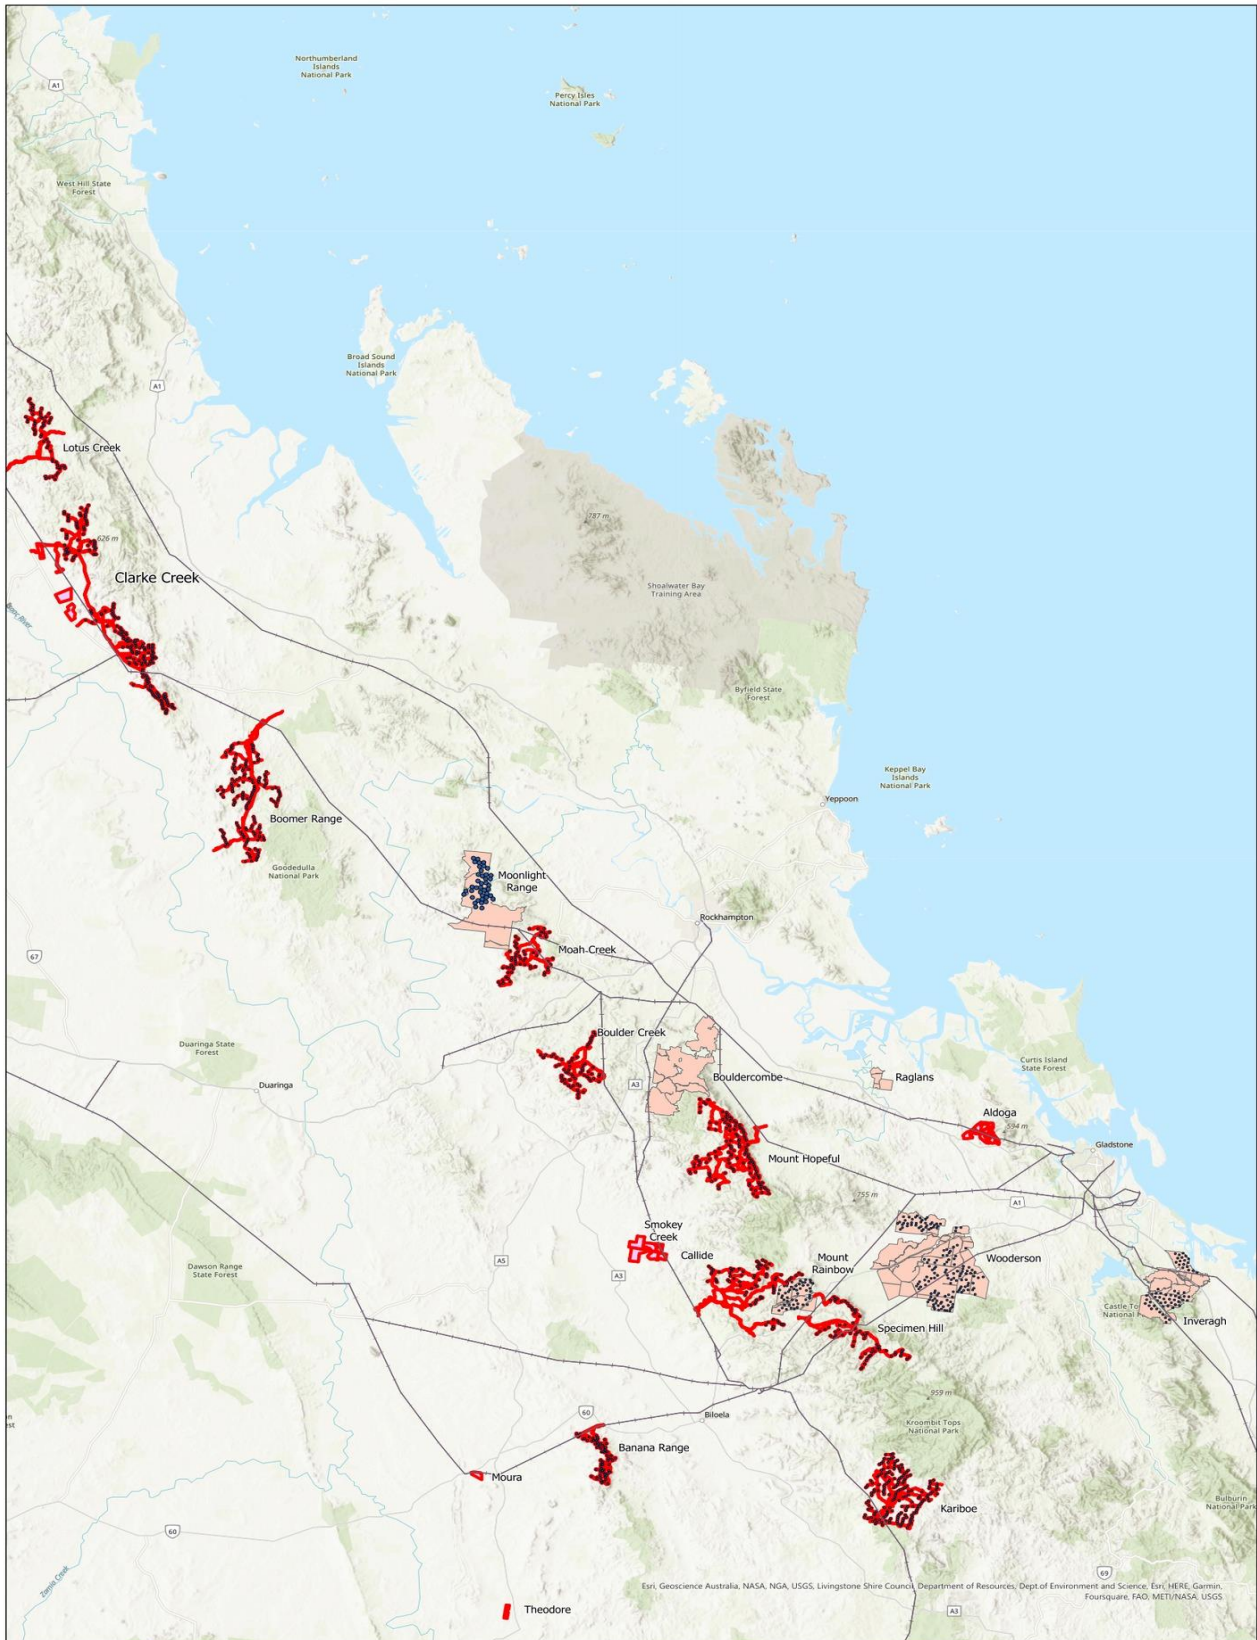 Northumberland
Islands
National Park
A1
Percy Isles
National Park
West Hill State
Forest
Broad Sound
Islands
National Park
A1
Lotus Creek
787 m
626 m
Clarke Creek
Shoalwater Bay
Training Area
Byfield State
Forest
Keppel Bay
Islands
National Park
Yeppoon
Boomer Range
Goodedulla
National Park
Moonlight
Range
Rockhampton
Moah Creek
67
Boulder Creek
Duaringa State
Forest
Curtis Island
State Forest
Bouldercombe
Raglans
A3
Duaringa
Aldoga
594 m
Gladstone
Mount Hopeful
755 m
A1
Smokey
Creek
Callide
Mount
Rainbow
Wooderson
A5
A3
Dawson Range
State Forest
Castle To
National P
Inveragh
Specimen Hill
959 m
Kroombit Tops
National Park
60
Biloela
Banana Range
Moura
Kariboe
Bulburin
National Park
60
69
Zamia Creek
Esri, Geoscience Australia, NASA, NGA, USGS, Livingstone Shire Council, Department of Resources, Dept.of Environment and Science, Esri, HERE, Garmin,
Foursquare, FAO, METI/NASA, USGS
Theodore
A3